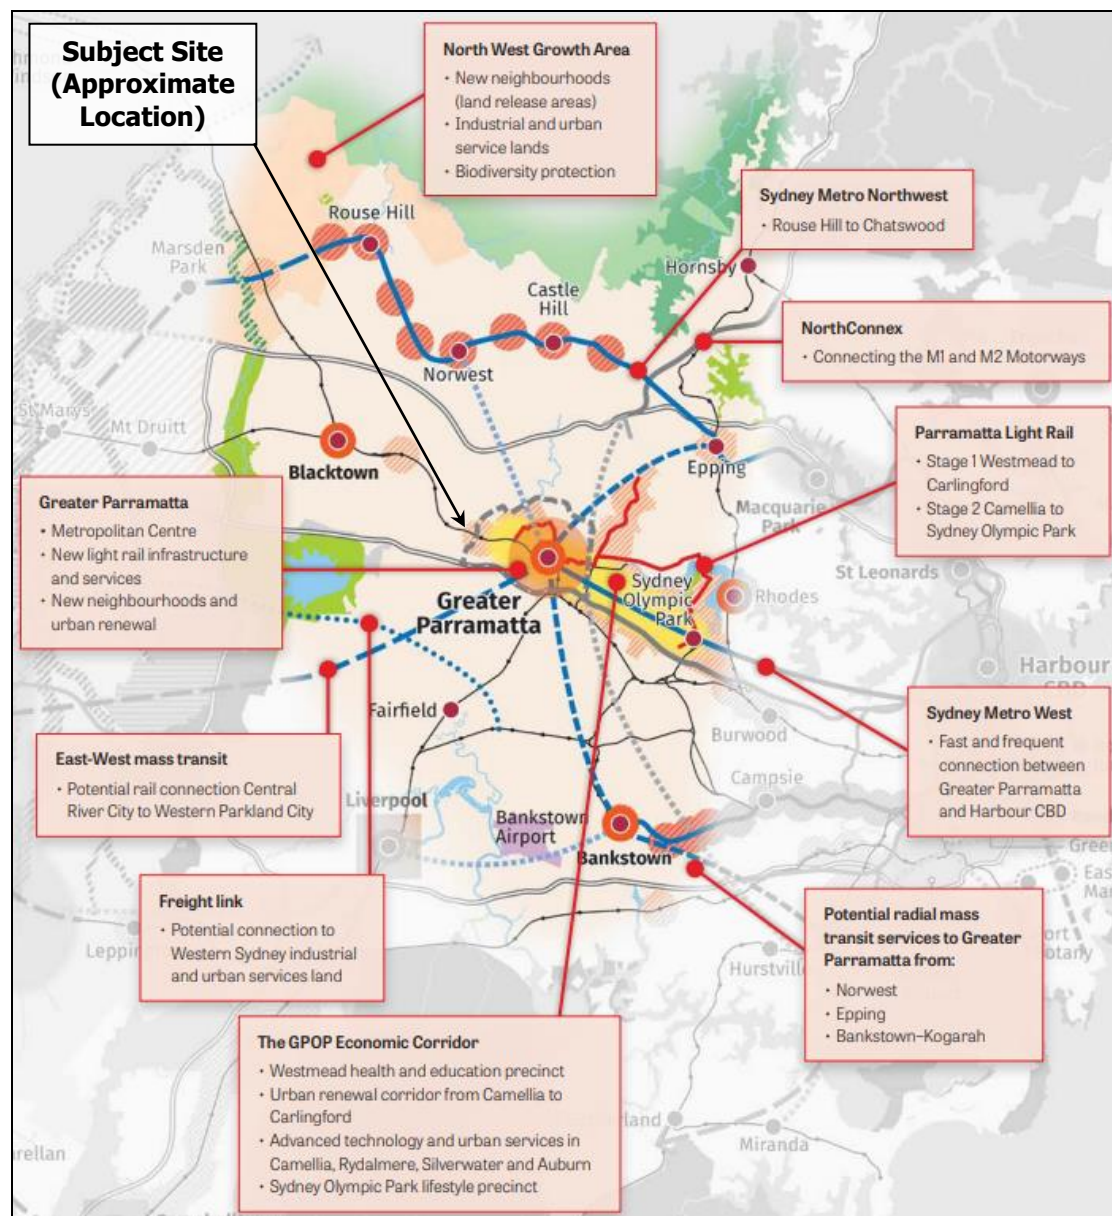 Subject Site
(Approximate
Location)
North West Growth Area
• New neighbourhoods
(land release areas)
• Industrial and urban
service lands
• Biodiversity protection
Sydney Metro Northwest
• Rouse Hill to Chatswood
Rouse Hill
Marsden
Park
Hornsby
Castle
Hill
Norwest
NorthConnex
• Connecting the M1 and M2 Motorways
St Marys
Mt Druitt
Blacktown
Epping
Macquarie
Park
Parramatta Light Rail
• Stage 1 Westmead to
Carlingford
• Stage 2 Camellia to
Sydney Olympic Park
Greater Parramatta
• Metropolitan Centre
• New light rail infrastructure
and services
• New neighbourhoods and
urban renewal
St Leonards
Sydney
Olympic
Park
Rhodes
Greater
Parramatta
Harbour
CBD
Fairfield
Burwood
Sydney Metro West
• Fast and frequent
connection between
Greater Parramatta
and Harbour CBD
East-West mass transit
• Potential rail connection Central
River City to Western Parkland City
Campsie
Liverpool
Bankstown
Airport
Bankstown
Freight link
• Potential connection to
Western Sydney industrial
and urban services land
Potential radial mass
transit services to Greater
Parramatta from:
• Norwest
• Epping
• Bankstown–Kogarah
Hurstville
The GPOP Economic Corridor
• Westmead health and education precinct
• Urban renewal corridor from Camellia to
Carlingford
• Advanced technology and urban services in
Camellia, Rydalmere, Silverwater and Auburn
• Sydney Olympic Park lifestyle precinct
Miranda